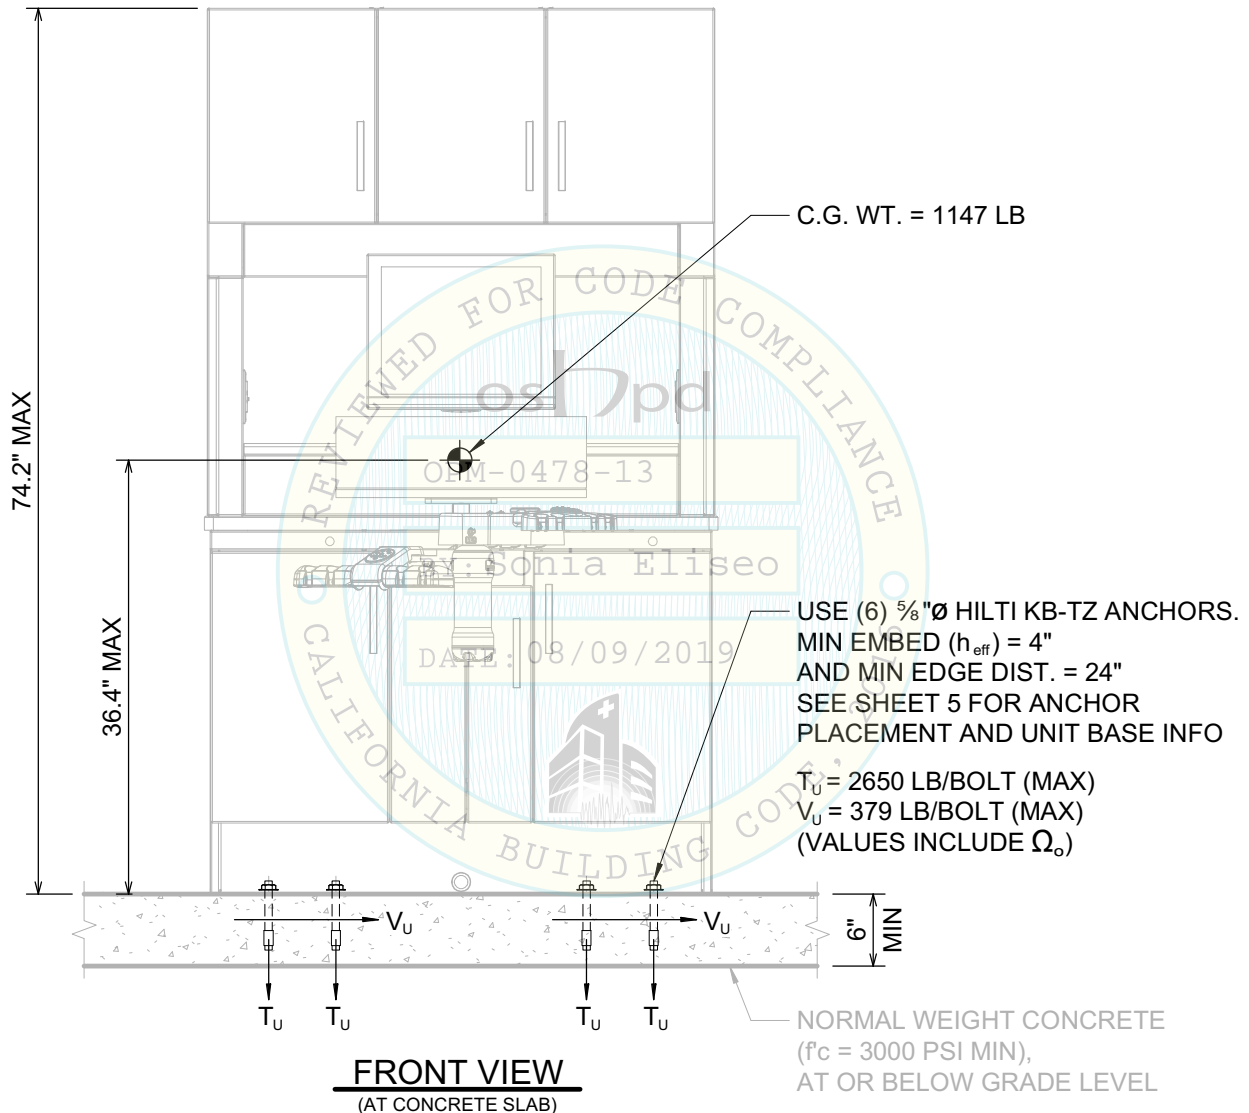 74.2" MAX
36.4" MAX
C.G. WT. = 1147 LB
REVIEWED FOR CODE COMPLIANCE
oshpd
OPM-0478-13
BY: Sonia Eliseo
DATE: 08/09/2019
CALIFORNIA BUILDING CODE, 2016
USE (6) ⅝"Ø HILTI KB-TZ ANCHORS.
MIN EMBED (heff) = 4"
AND MIN EDGE DIST. = 24"
SEE SHEET 5 FOR ANCHOR
PLACEMENT AND UNIT BASE INFO
TU = 2650 LB/BOLT (MAX)
VU = 379 LB/BOLT (MAX)
(VALUES INCLUDE Ωo)
VU
VU
6"
MIN
TU
TU
TU
TU
NORMAL WEIGHT CONCRETE
(f'c = 3000 PSI MIN),
AT OR BELOW GRADE LEVEL
FRONT VIEW
(AT CONCRETE SLAB)